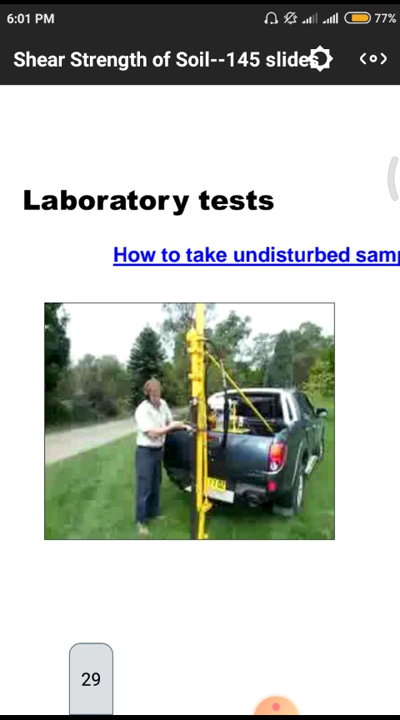 6:01 PM
77%
Shear Strength of Soil--145 slides
Laboratory tests
How to take undisturbed samp
29